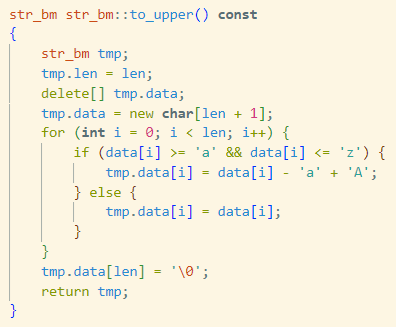 str_bm str_bm::to_upper() const
{
    str_bm tmp;
    tmp.len = len;
    delete[] tmp.data;
    tmp.data = new char[len + 1];
    for (int i = 0; i < len; i++) {
        if (data[i] >= 'a' && data[i] <= 'z') {
            tmp.data[i] = data[i] - 'a' + 'A';
        } else {
            tmp.data[i] = data[i];
        }
    }
    tmp.data[len] = '\0';
    return tmp;
}